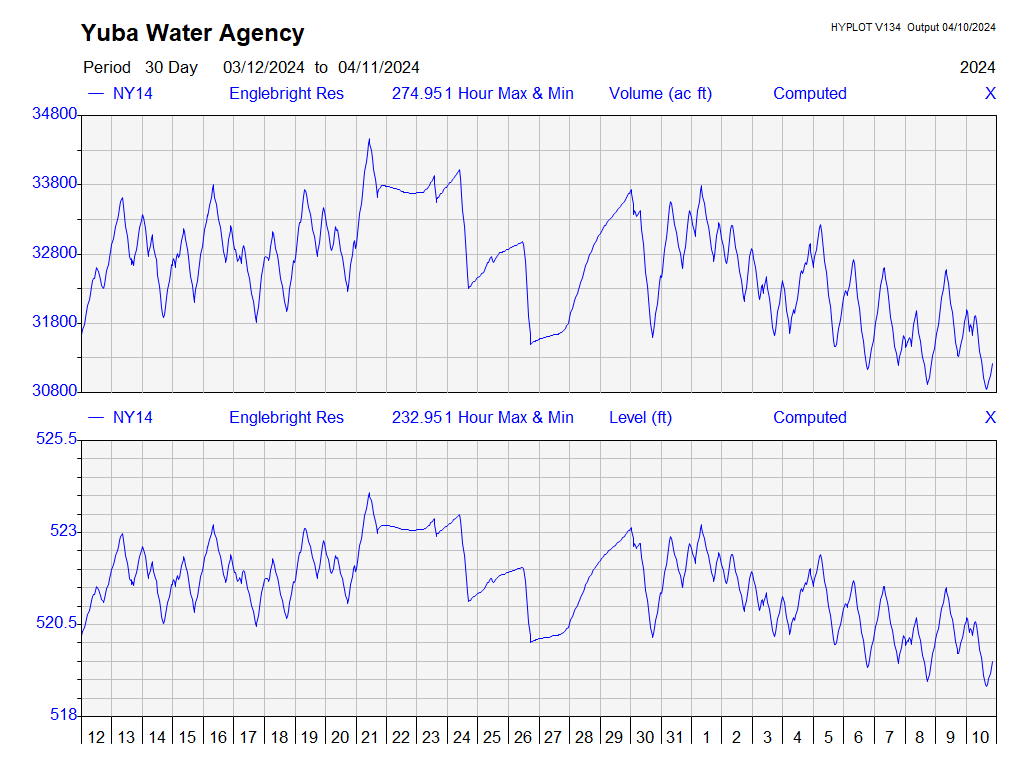 Yuba Water Agency
HYPLOT V134 Output 04/10/2024
Period 30 Day 03/12/2024 to 04/11/2024 2024
NY14 Englebright Res 274.951 Hour Max & Min Volume (ac ft) Computed X
34800
33800
32800
31800
30800
NY14 Englebright Res 232.951 Hour Max & Min Level (ft) Computed X
525.5
523
520.5
518
12 13 14 15 16 17 18 19 20 21 22 23 24 25 26 27 28 29 30 31 1 2 3 4 5 6 7 8 9 10